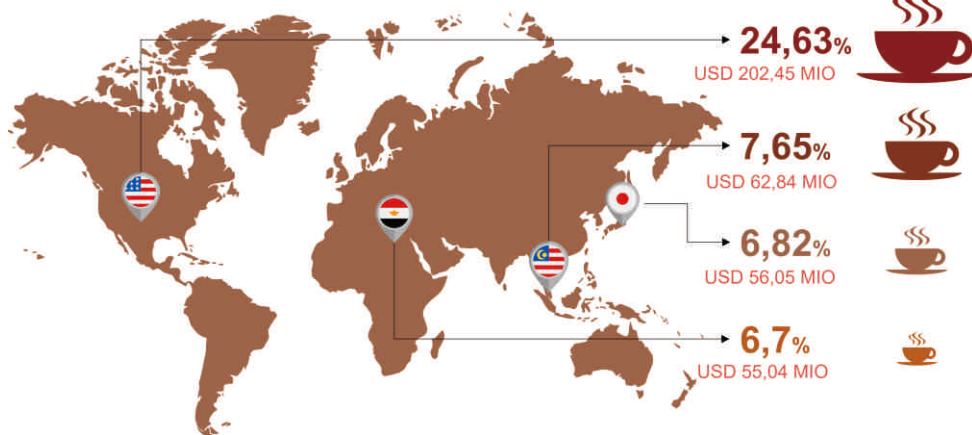 24,63%
USD 202,45 MIO
7,65%
USD 62,84 MIO
6,82%
USD 56,05 MIO
6,7%
USD 55,04 MIO